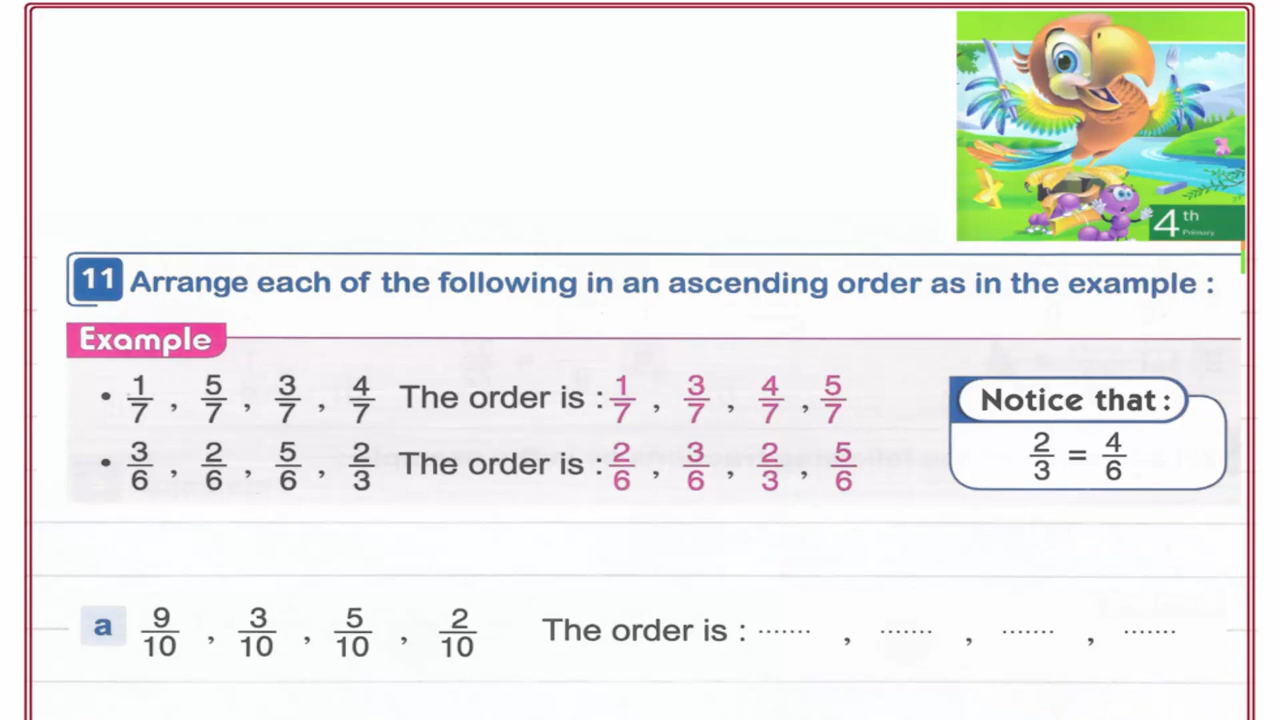 4th
Primary
11 Arrange each of the following in an ascending order as in the example :
Example
• 1/7 , 5/7 , 3/7 , 4/7 The order is : 1/7 , 3/7 , 4/7 , 5/7
• 3/6 , 2/6 , 5/6 , 2/3 The order is : 2/6 , 3/6 , 2/3 , 5/6
Notice that :
2/3 = 4/6
a 9/10 , 3/10 , 5/10 , 2/10 The order is : ....... , ....... , ....... , .......